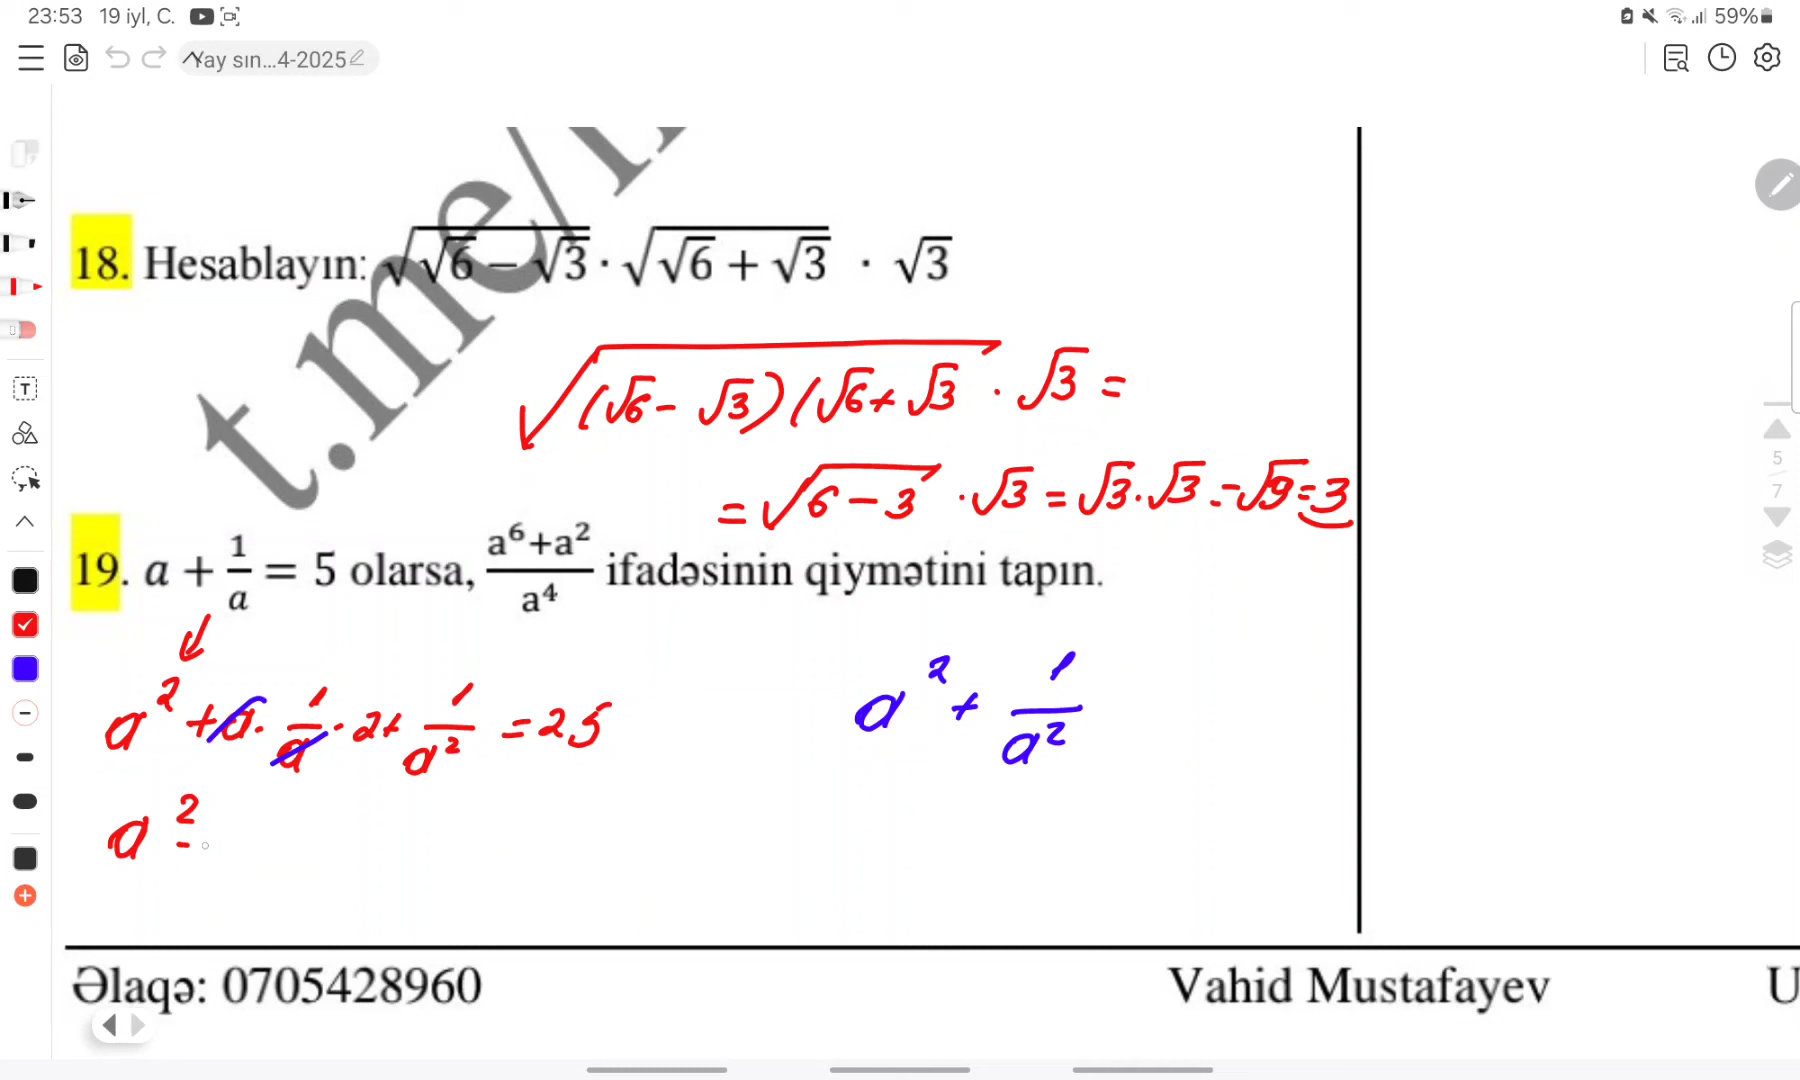 23:53 19 iyl, C. 59%
Yay sın...4-2025
t.me/
18. Hesablayın: √(√6 − √3) · √(√6 + √3) · √3
√((√6 - √3)(√6 + √3 · √3 =
= √(6 − 3) · √3 = √3 · √3 = √9 = 3
19. a + 1/a = 5 olarsa, (a⁶+a²)/a⁴ ifadəsinin qiymətini tapın.
a² + a · 1/a · 2 + 1/a² = 25
a² + 1/a²
a² -
5
7
T
Əlaqə: 0705428960 Vahid Mustafayev U